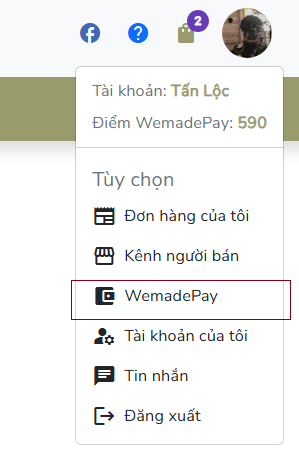 2
Tài khoản: Tấn Lộc
Điểm WemadePay: 590
Tùy chọn
Đơn hàng của tôi
Kênh người bán
WemadePay
Tài khoản của tôi
Tin nhắn
Đăng xuất